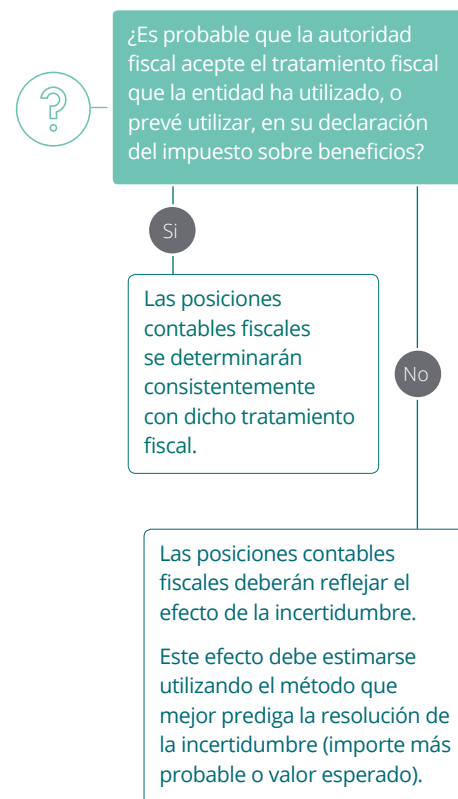 ¿Es probable que la autoridad
fiscal acepte el tratamiento fiscal
que la entidad ha utilizado, o
prevé utilizar, en su declaración
del impuesto sobre beneficios?
Si
Las posiciones
contables fiscales
se determinarán
consistentemente
con dicho tratamiento
fiscal.
No
Las posiciones contables
fiscales deberán reflejar el
efecto de la incertidumbre.
Este efecto debe estimarse
utilizando el método que
mejor prediga la resolución de
la incertidumbre (importe más
probable o valor esperado).